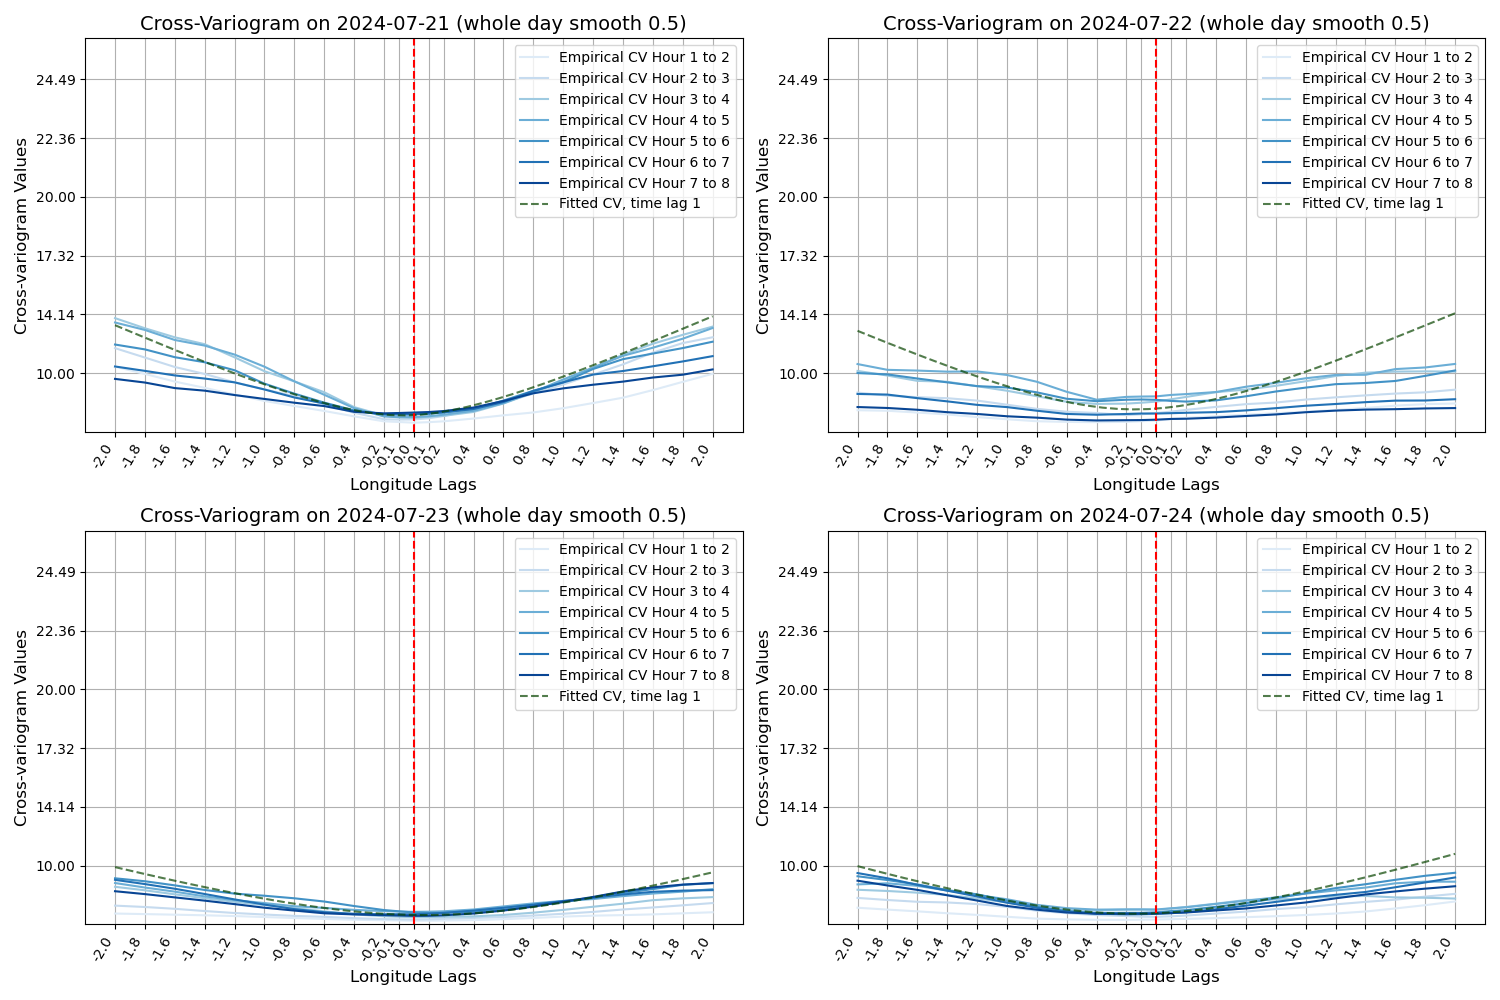 Cross-Variogram on 2024-07-21 (whole day smooth 0.5)
Cross-variogram Values
24.49
22.36
20.00
17.32
14.14
10.00
Empirical CV Hour 1 to 2
Empirical CV Hour 2 to 3
Empirical CV Hour 3 to 4
Empirical CV Hour 4 to 5
Empirical CV Hour 5 to 6
Empirical CV Hour 6 to 7
Empirical CV Hour 7 to 8
Fitted CV, time lag 1
-2.0 -1.8 -1.6 -1.4 -1.2 -1.0 -0.8 -0.6 -0.4 -0.2 -0.1 0.0 0.1 0.2 0.4 0.6 0.8 1.0 1.2 1.4 1.6 1.8 2.0
Longitude Lags
Cross-Variogram on 2024-07-22 (whole day smooth 0.5)
Cross-variogram Values
24.49
22.36
20.00
17.32
14.14
10.00
Empirical CV Hour 1 to 2
Empirical CV Hour 2 to 3
Empirical CV Hour 3 to 4
Empirical CV Hour 4 to 5
Empirical CV Hour 5 to 6
Empirical CV Hour 6 to 7
Empirical CV Hour 7 to 8
Fitted CV, time lag 1
-2.0 -1.8 -1.6 -1.4 -1.2 -1.0 -0.8 -0.6 -0.4 -0.2 -0.1 0.0 0.1 0.2 0.4 0.6 0.8 1.0 1.2 1.4 1.6 1.8 2.0
Longitude Lags
Cross-Variogram on 2024-07-23 (whole day smooth 0.5)
Cross-variogram Values
24.49
22.36
20.00
17.32
14.14
10.00
Empirical CV Hour 1 to 2
Empirical CV Hour 2 to 3
Empirical CV Hour 3 to 4
Empirical CV Hour 4 to 5
Empirical CV Hour 5 to 6
Empirical CV Hour 6 to 7
Empirical CV Hour 7 to 8
Fitted CV, time lag 1
-2.0 -1.8 -1.6 -1.4 -1.2 -1.0 -0.8 -0.6 -0.4 -0.2 -0.1 0.0 0.1 0.2 0.4 0.6 0.8 1.0 1.2 1.4 1.6 1.8 2.0
Longitude Lags
Cross-Variogram on 2024-07-24 (whole day smooth 0.5)
Cross-variogram Values
24.49
22.36
20.00
17.32
14.14
10.00
Empirical CV Hour 1 to 2
Empirical CV Hour 2 to 3
Empirical CV Hour 3 to 4
Empirical CV Hour 4 to 5
Empirical CV Hour 5 to 6
Empirical CV Hour 6 to 7
Empirical CV Hour 7 to 8
Fitted CV, time lag 1
-2.0 -1.8 -1.6 -1.4 -1.2 -1.0 -0.8 -0.6 -0.4 -0.2 -0.1 0.0 0.1 0.2 0.4 0.6 0.8 1.0 1.2 1.4 1.6 1.8 2.0
Longitude Lags